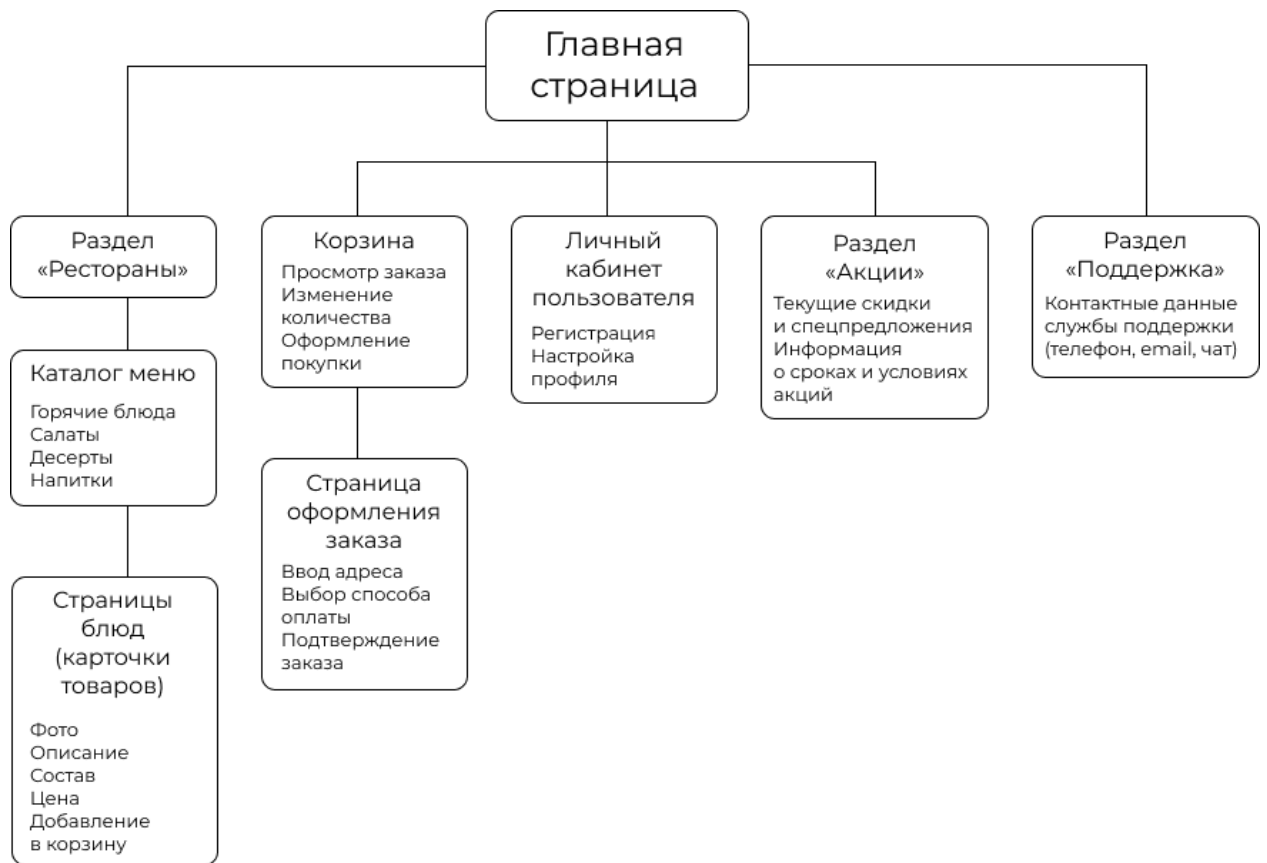 Главная
страница
Раздел
«Рестораны»
Каталог меню
Горячие блюда
Салаты
Десерты
Напитки
Страницы
блюд
(карточки
товаров)
Фото
Описание
Состав
Цена
Добавление
в корзину
Корзина
Просмотр заказа
Изменение
количества
Оформление
покупки
Страница
оформления
заказа
Ввод адреса
Выбор способа
оплаты
Подтверждение
заказа
Личный
кабинет
пользователя
Регистрация
Настройка
профиля
Раздел
«Акции»
Текущие скидки
и спецпредложения
Информация
о сроках и условиях
акций
Раздел
«Поддержка»
Контактные данные
службы поддержки
(телефон, email, чат)